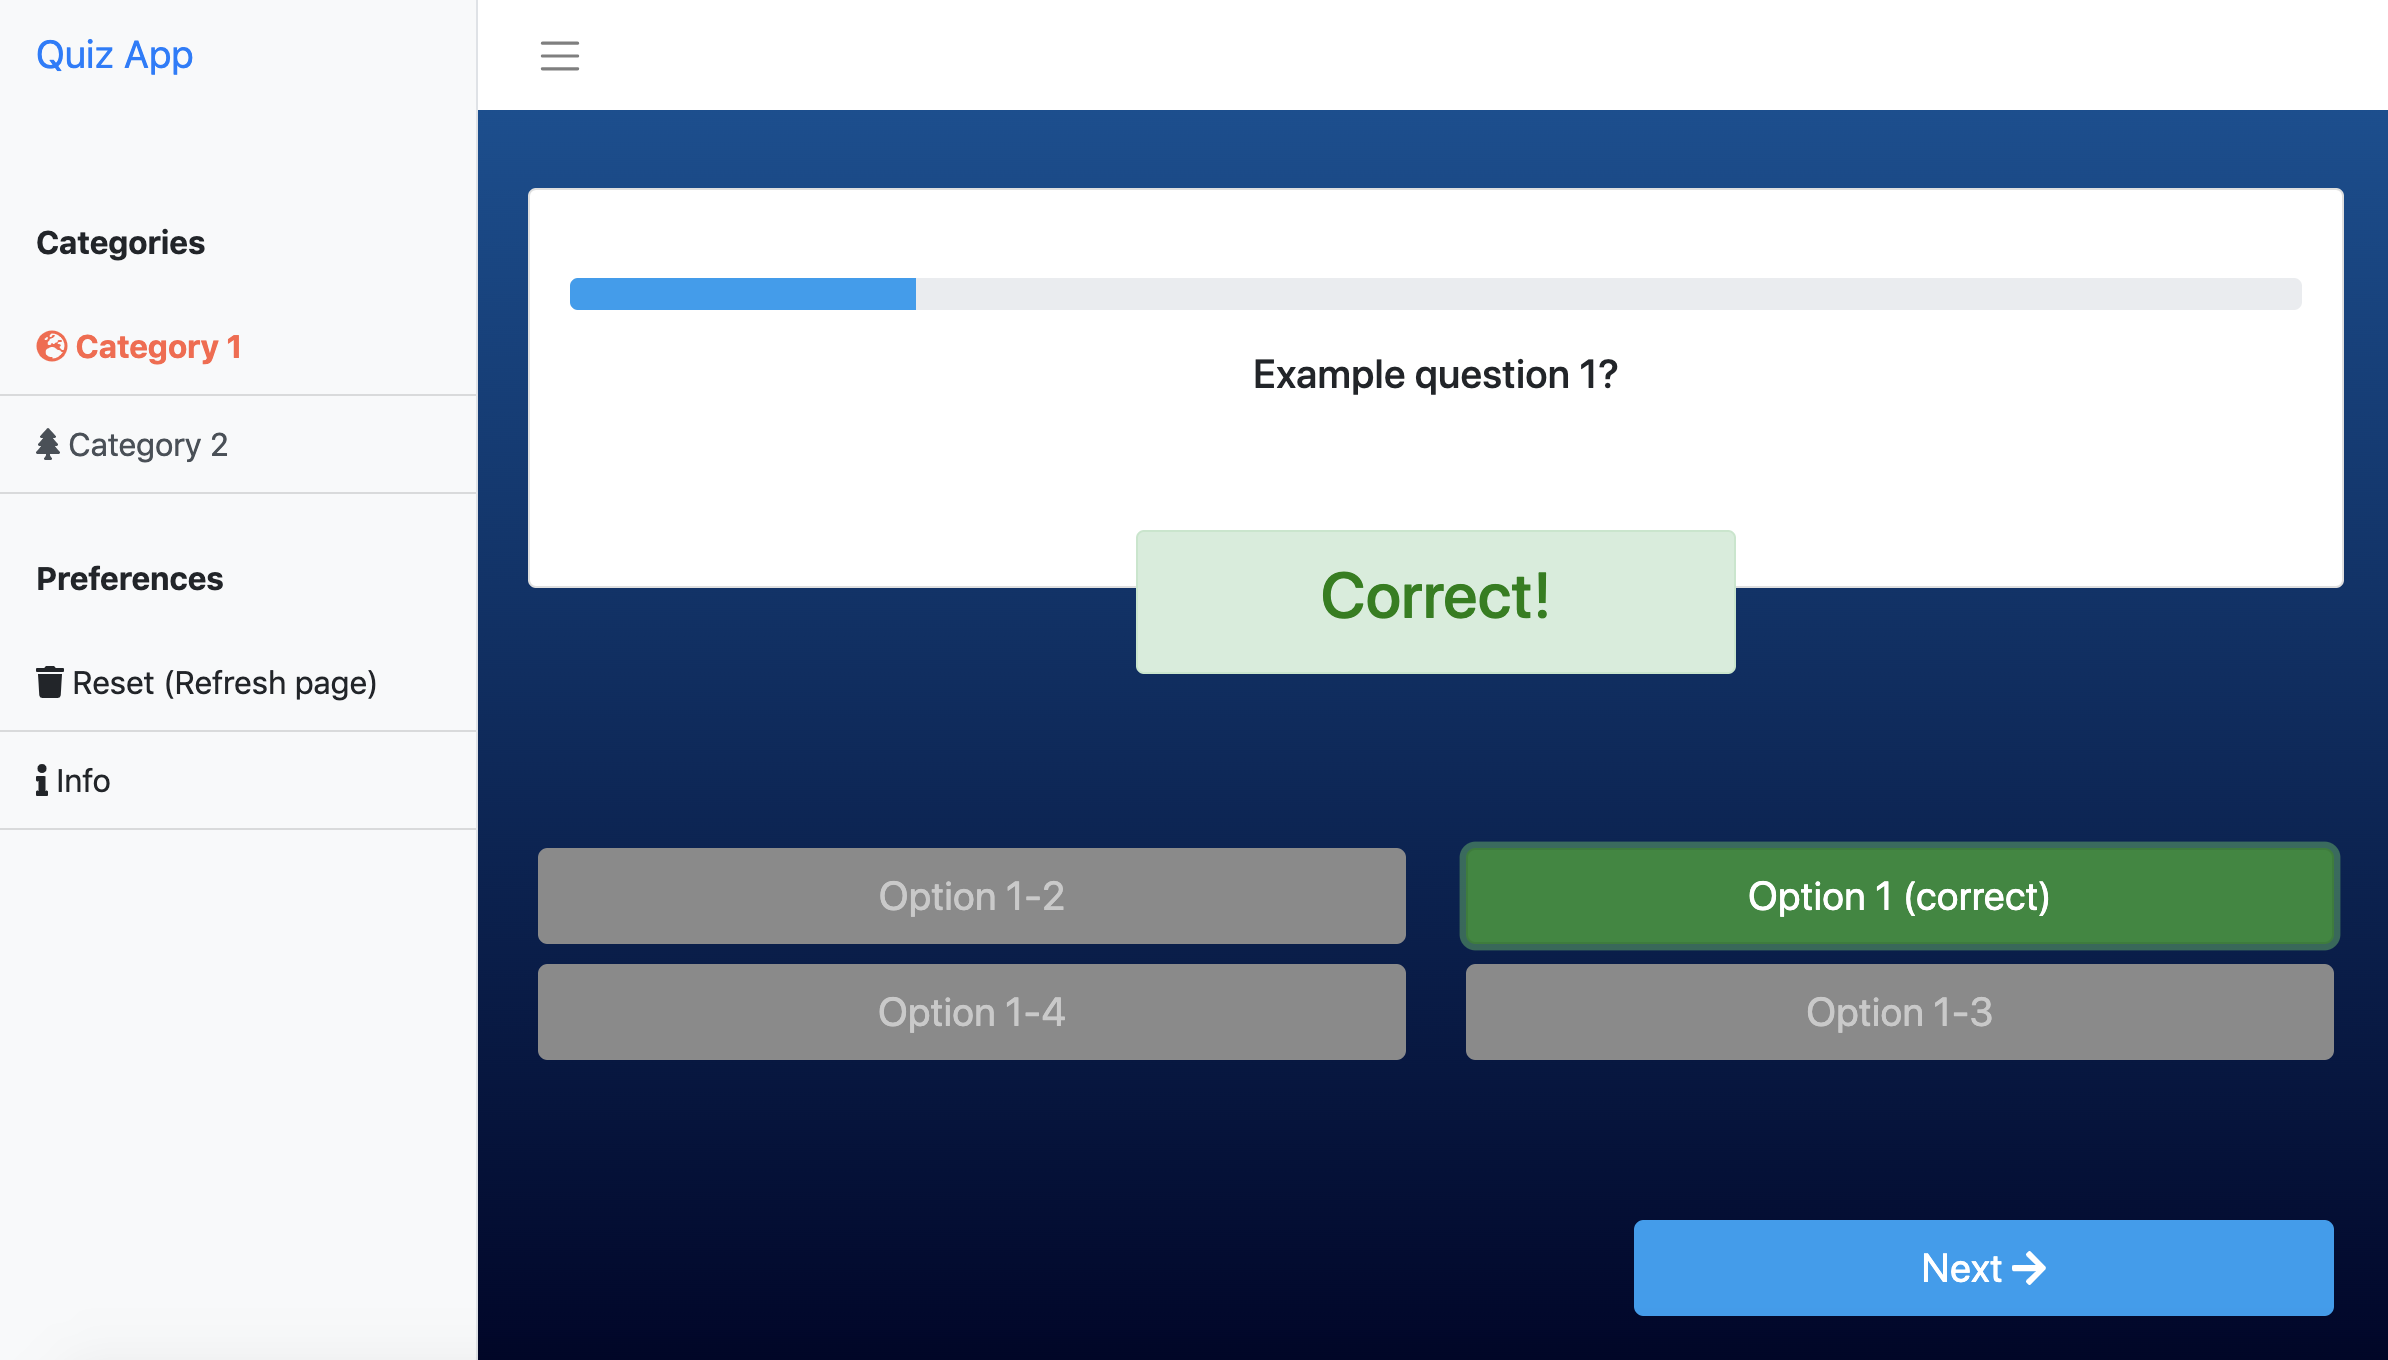 Quiz App
Categories
Category 1
Category 2
Preferences
Reset (Refresh page)
Info
Example question 1?
Correct!
Option 1-2
Option 1 (correct)
Option 1-4
Option 1-3
Next